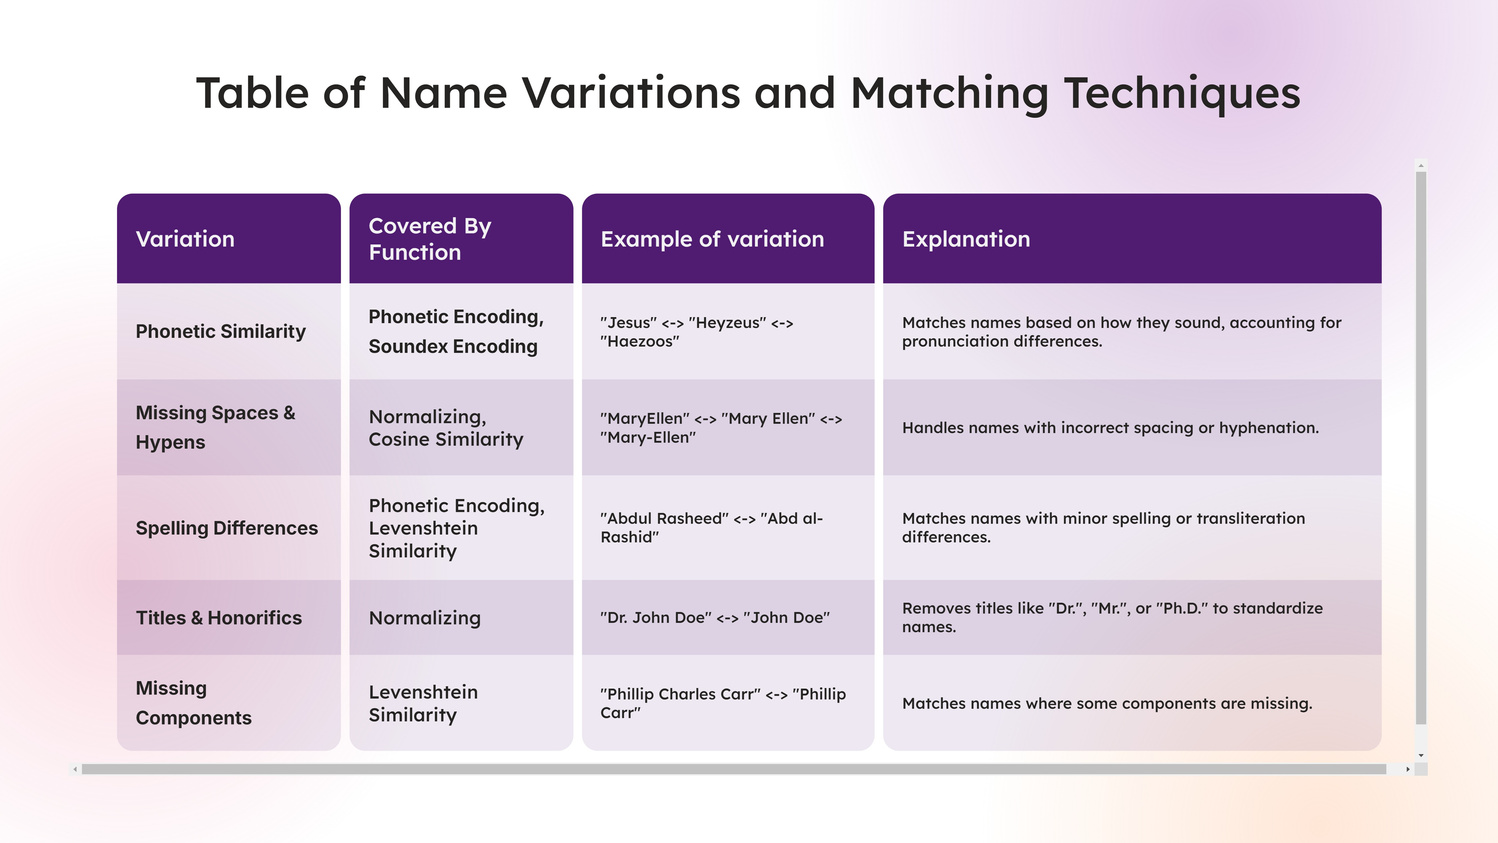 Table of Name Variations and Matching Techniques
Variation
Covered By
Function
Example of variation
Explanation
Phonetic Similarity
Phonetic Encoding,
Soundex Encoding
"Jesus" <-> "Heyzeus" <->
"Haezoos"
Matches names based on how they sound, accounting for
pronunciation differences.
Missing Spaces &
Hypens
Normalizing,
Cosine Similarity
"MaryEllen" <-> "Mary Ellen" <->
"Mary-Ellen"
Handles names with incorrect spacing or hyphenation.
Spelling Differences
Phonetic Encoding,
Levenshtein
Similarity
"Abdul Rasheed" <-> "Abd al-
Rashid"
Matches names with minor spelling or transliteration
differences.
Titles & Honorifics
Normalizing
"Dr. John Doe" <-> "John Doe"
Removes titles like "Dr.", "Mr.", or "Ph.D." to standardize
names.
Missing
Components
Levenshtein
Similarity
"Phillip Charles Carr" <-> "Phillip
Carr"
Matches names where some components are missing.